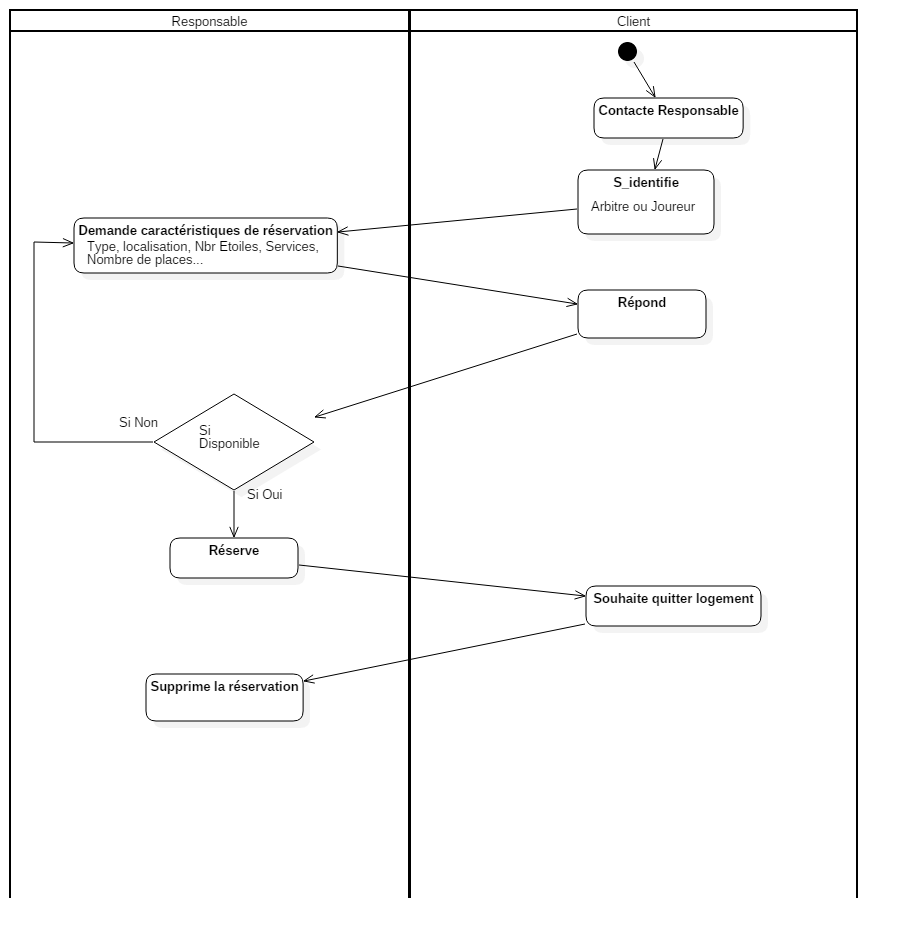 Responsable
Client
Contacte Responsable
S_identifie
Arbitre ou Joureur
Demande caractéristiques de réservation
Type, localisation, Nbr Etoiles, Services,
Nombre de places...
Répond
Si Non
Si
Disponible
Si Oui
Réserve
Souhaite quitter logement
Supprime la réservation